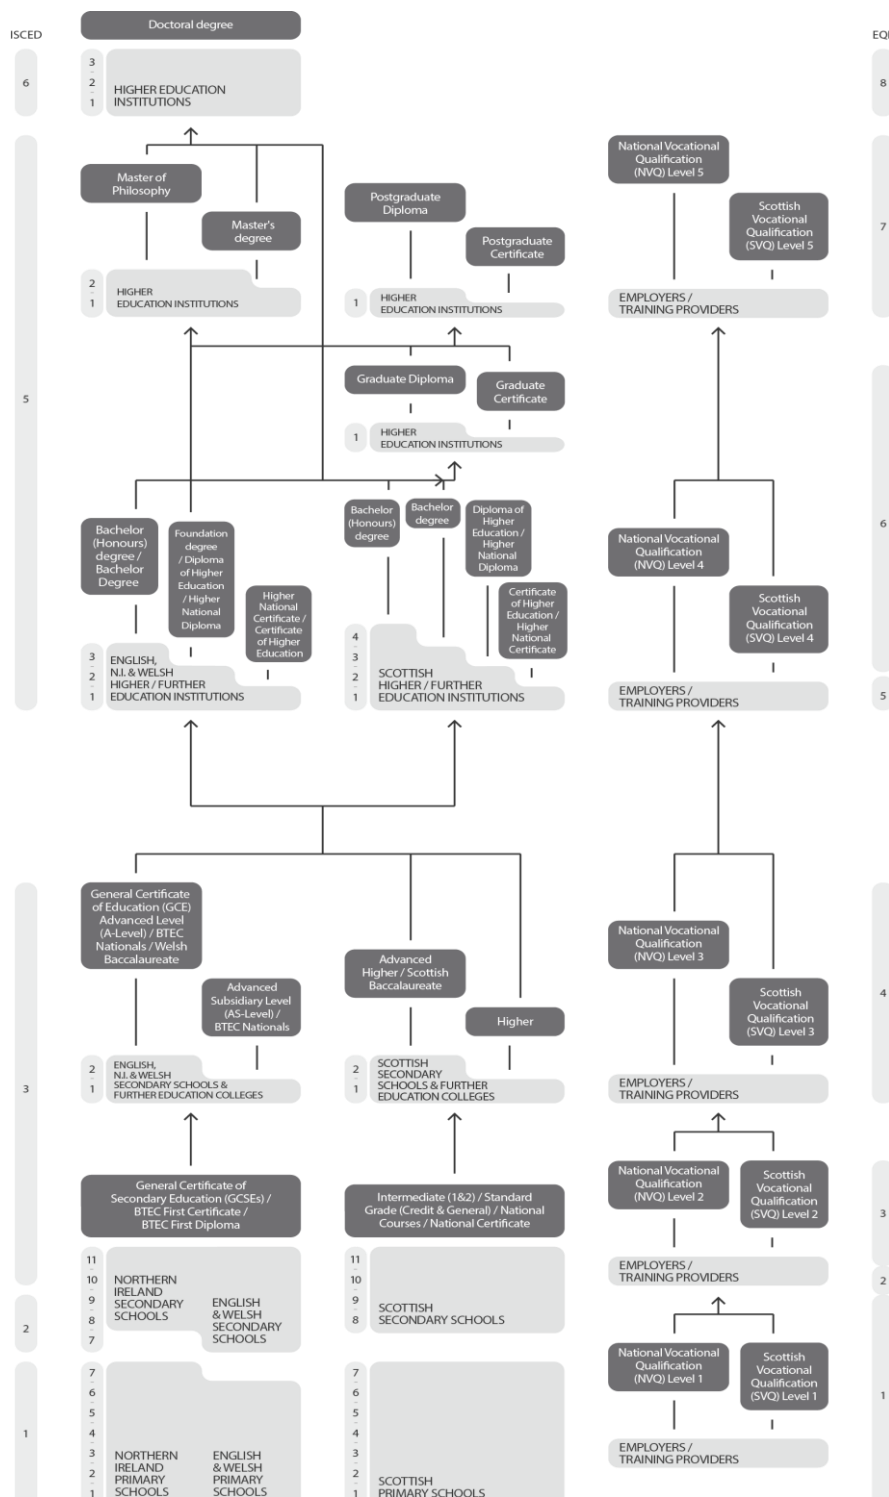 ISCED
Doctoral degree
EQ
6
3
2
1
HIGHER EDUCATION
INSTITUTIONS
8
5
Master of
Philosophy
Master's
degree
2
1
HIGHER
EDUCATION INSTITUTIONS
Postgraduate
Diploma
Postgraduate
Certificate
1
HIGHER
EDUCATION INSTITUTIONS
National Vocational
Qualification
(NVQ) Level 5
Scottish
Vocational
Qualification
(SVQ) Level 5
EMPLOYERS /
TRAINING PROVIDERS
7
Graduate Diploma
Graduate
Certificate
1
HIGHER
EDUCATION INSTITUTIONS
Bachelor
(Honours)
degree /
Bachelor
Degree
Foundation
degree
/ Diploma
of Higher
Education
/ Higher
National
Diploma
Higher
National
Certificate /
Certificate
of Higher
Education
3
2
1
ENGLISH,
N.I. & WELSH
HIGHER / FURTHER
EDUCATION INSTITUTIONS
Bachelor
(Honours)
degree
Bachelor
degree
Diploma of
Higher
Education /
Higher
National
Diploma
Certificate
of Higher
Education /
Higher
National
Certificate
4
3
2
1
SCOTTISH
HIGHER / FURTHER
EDUCATION INSTITUTIONS
National Vocational
Qualification
(NVQ) Level 4
Scottish
Vocational
Qualification
(SVQ) Level 4
EMPLOYERS /
TRAINING PROVIDERS
6
5
3
General Certificate
of Education (GCE)
Advanced Level
(A-Level) / BTEC
Nationals / Welsh
Baccalaureate
Advanced
Subsidiary Level
(AS-Level) /
BTEC Nationals
2
1
ENGLISH,
N.I. & WELSH
SECONDARY SCHOOLS &
FURTHER EDUCATION COLLEGES
Advanced
Higher / Scottish
Baccalaureate
Higher
2
1
SCOTTISH
SECONDARY
SCHOOLS & FURTHER
EDUCATION COLLEGES
National Vocational
Qualification
(NVQ) Level 3
Scottish
Vocational
Qualification
(SVQ) Level 3
EMPLOYERS /
TRAINING PROVIDERS
4
General Certificate of
Secondary Education (GCSEs) /
BTEC First Certificate /
BTEC First Diploma
Intermediate (1&2) / Standard
Grade (Credit & General) / National
Courses / National Certificate
National Vocational
Qualification
(NVQ) Level 2
Scottish
Vocational
Qualification
(SVQ) Level 2
EMPLOYERS /
TRAINING PROVIDERS
3
2
2
11
10
9
8
7
NORTHERN
IRELAND
SECONDARY
SCHOOLS
ENGLISH
& WELSH
SECONDARY
SCHOOLS
11
10
9
8
SCOTTISH
SECONDARY SCHOOLS
National Vocational
Qualification
(NVQ) Level 1
Scottish
Vocational
Qualification
(SVQ) Level 1
EMPLOYERS /
TRAINING PROVIDERS
1
1
7
6
5
4
3
2
1
NORTHERN
IRELAND
PRIMARY
SCHOOLS
ENGLISH
& WELSH
PRIMARY
SCHOOLS
7
6
5
4
3
2
1
SCOTTISH
PRIMARY SCHOOLS